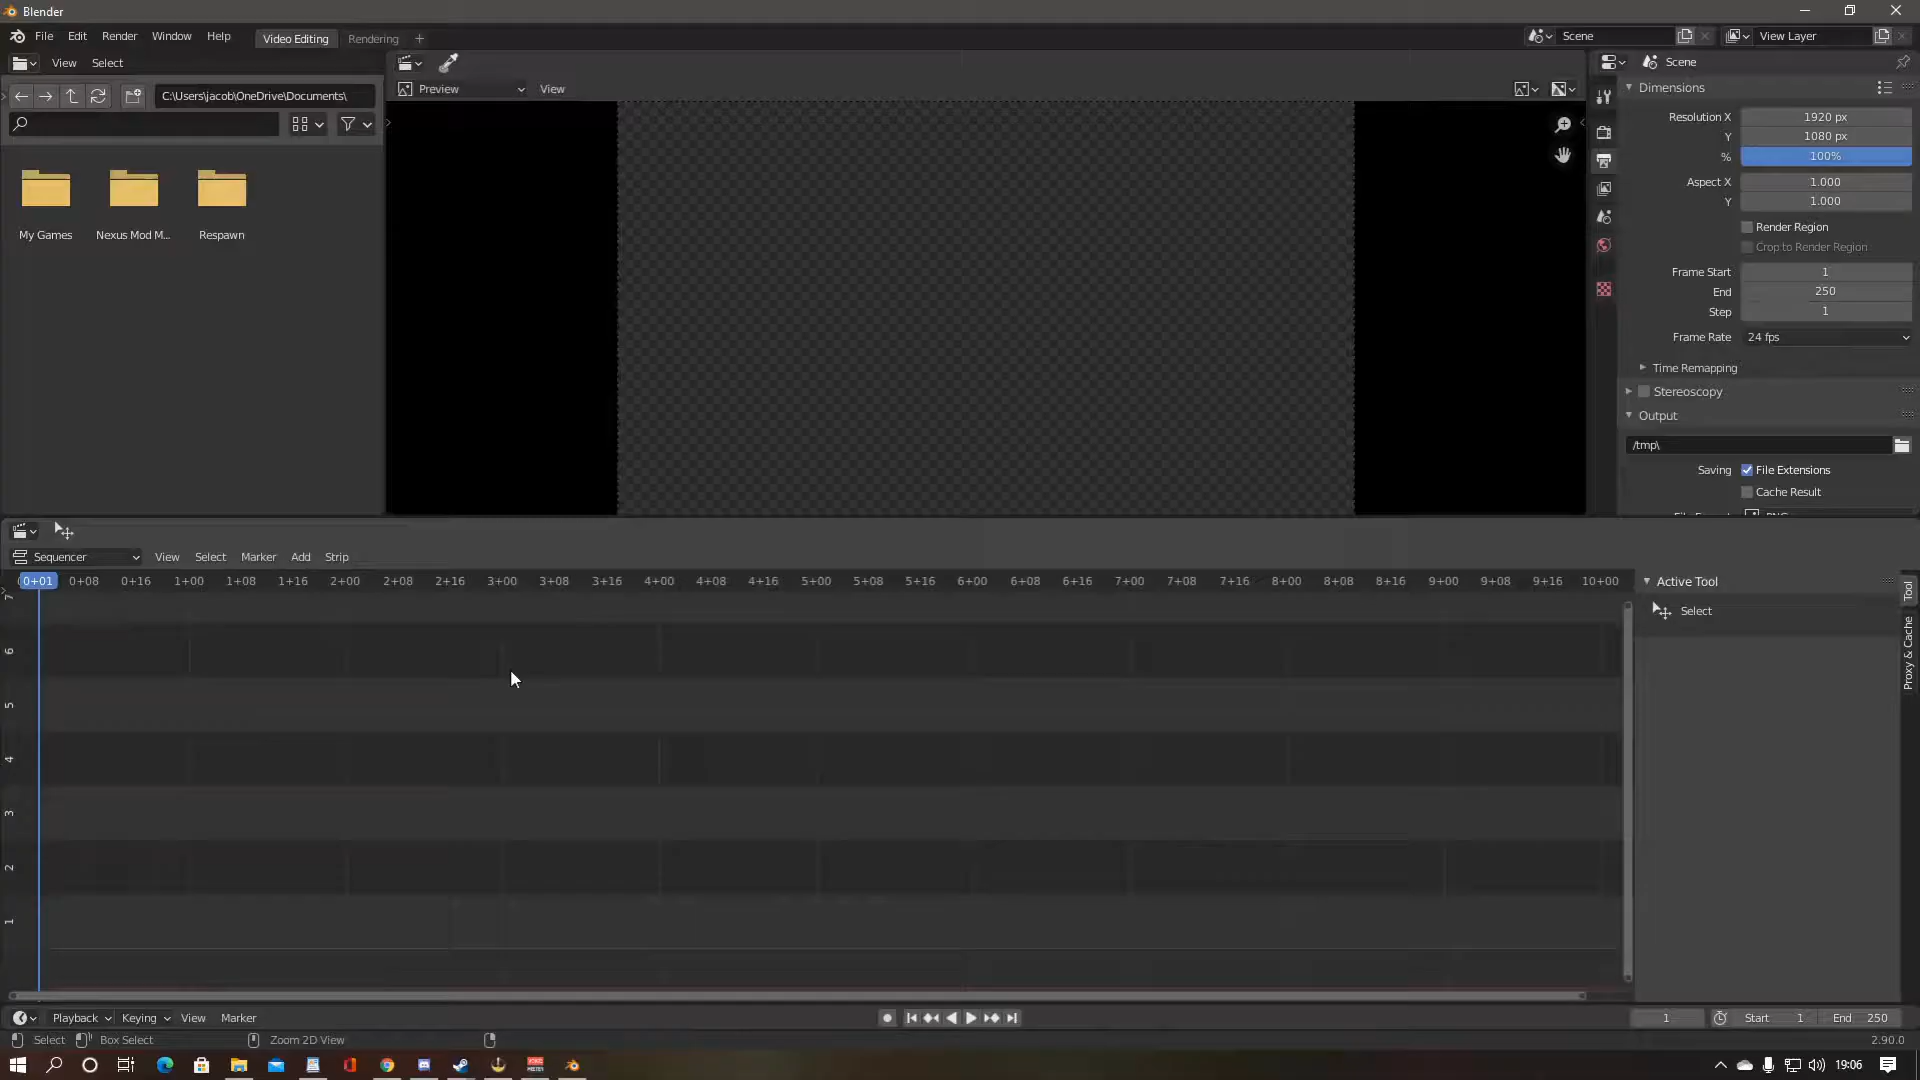 Blender
File Edit Render Window Help Video Editing Rendering + Scene View Layer
View Select Scene
C:\Users\jacob\OneDrive\Documents\ Preview View Dimensions
Resolution X 1920 px
Y 1080 px
% 100%
Aspect X 1.000
Y 1.000
My Games Nexus Mod M... Respawn Render Region
Crop to Render Region
Frame Start 1
End 250
Step 1
Frame Rate 24 fps
Time Remapping
Stereoscopy
Output
/tmp\
Saving File Extensions
Cache Result
Sequencer View Select Marker Add Strip
0+01 0+08 0+16 1+00 1+08 1+16 2+00 2+08 2+16 3+00 3+08 3+16 4+00 4+08 4+16 5+00 5+08 5+16 6+00 6+08 6+16 7+00 7+08 7+16 8+00 8+08 8+16 9+00 9+08 9+16 10+00 Active Tool
Tool
7
Select
6
Proxy & Cache
5
4
3
2
1
Playback Keying View Marker 1 Start 1 End 250
Select Box Select Zoom 2D View 2.90.0
19:06